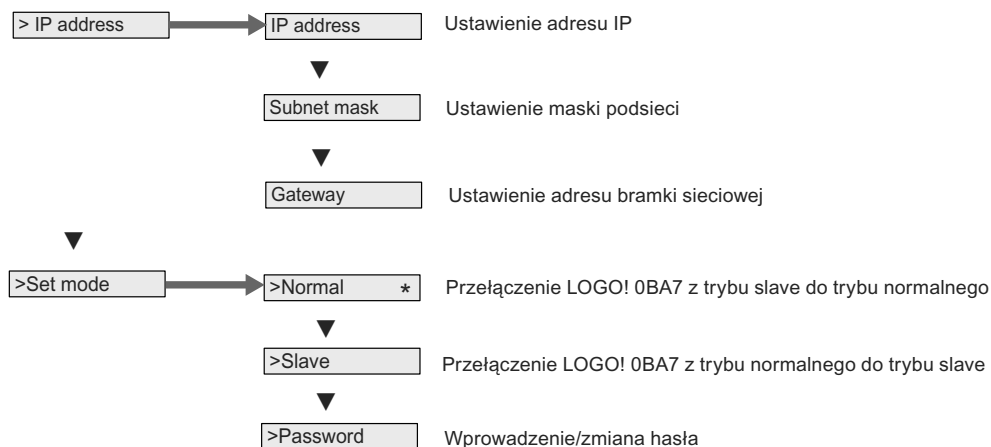 > IP address
IP address
Ustawienie adresu IP
Subnet mask
Ustawienie maski podsieci
Gateway
Ustawienie adresu bramki sieciowej
>Set mode
>Normal *
Przełączenie LOGO! 0BA7 z trybu slave do trybu normalnego
>Slave
Przełączenie LOGO! 0BA7 z trybu normalnego do trybu slave
>Password
Wprowadzenie/zmiana hasła